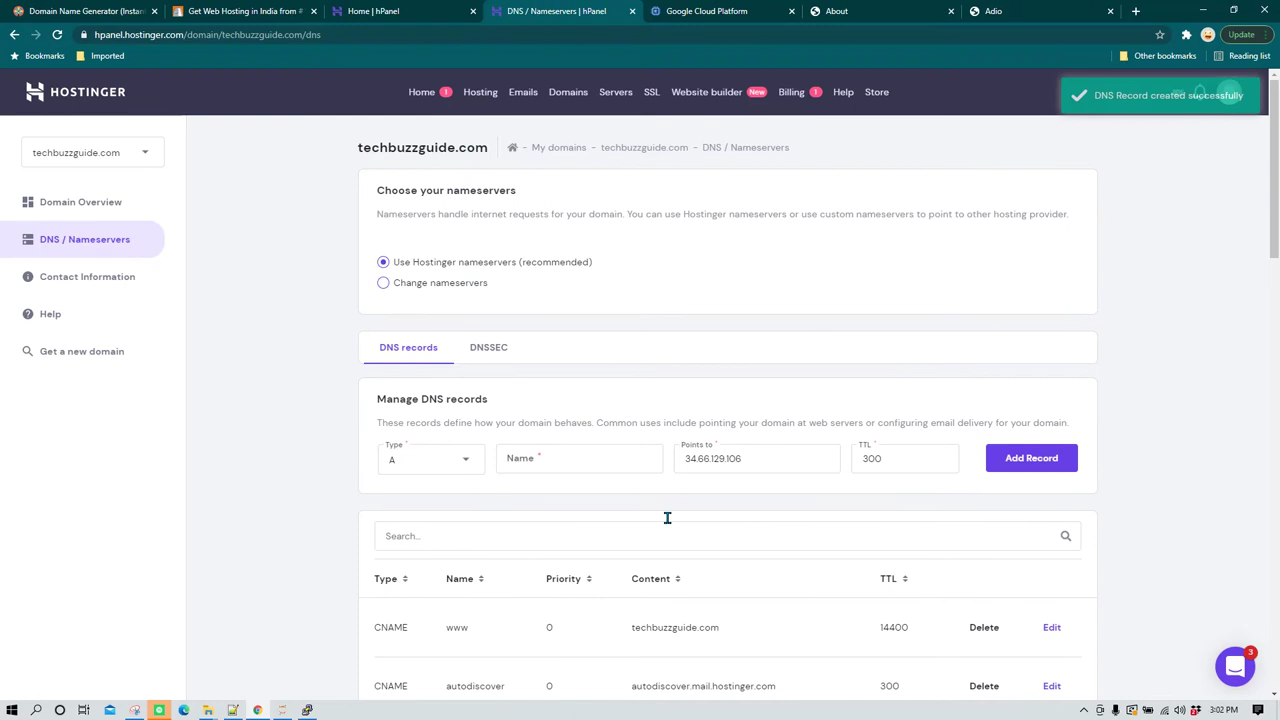 Domain Name Generator (Instant
Get Web Hosting in India from #
Home | hPanel
DNS / Nameservers | hPanel
Google Cloud Platform
About
Adio
hpanel.hostinger.com/domain/techbuzzguide.com/dns
Update
Bookmarks
Imported
Other bookmarks
Reading list
HOSTINGER
Home 1
Hosting
Emails
Domains
Servers
SSL
Website builder New
Billing 1
Help
Store
DNS Record created successfully
techbuzzguide.com
Domain Overview
DNS / Nameservers
Contact Information
Help
Get a new domain
techbuzzguide.com
- My domains - techbuzzguide.com - DNS / Nameservers
Choose your nameservers
Nameservers handle internet requests for your domain. You can use Hostinger nameservers or use custom nameservers to point to other hosting provider.
Use Hostinger nameservers (recommended)
Change nameservers
DNS records
DNSSEC
Manage DNS records
These records define how your domain behaves. Common uses include pointing your domain at web servers or configuring email delivery for your domain.
Type *
A
Name *
Points to *
34.66.129.106
TTL *
300
Add Record
Search...
Type Name Priority Content TTL
CNAME www 0 techbuzzguide.com 14400 Delete Edit
CNAME autodiscover 0 autodiscover.mail.hostinger.com 300 Delete Edit
3
3:02 PM